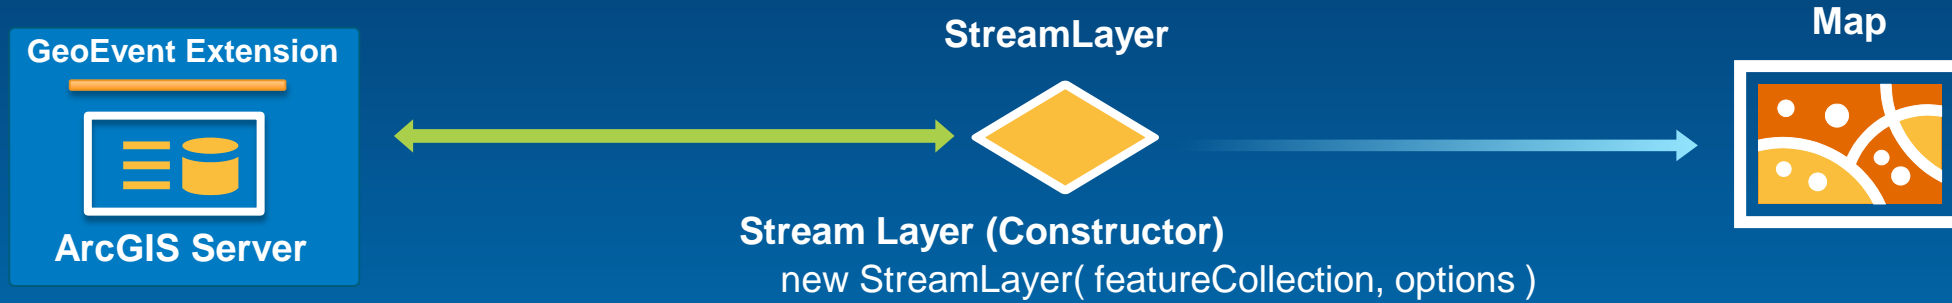 GeoEvent Extension
ArcGIS Server
StreamLayer
Stream Layer (Constructor)
new StreamLayer( featureCollection, options )
Map